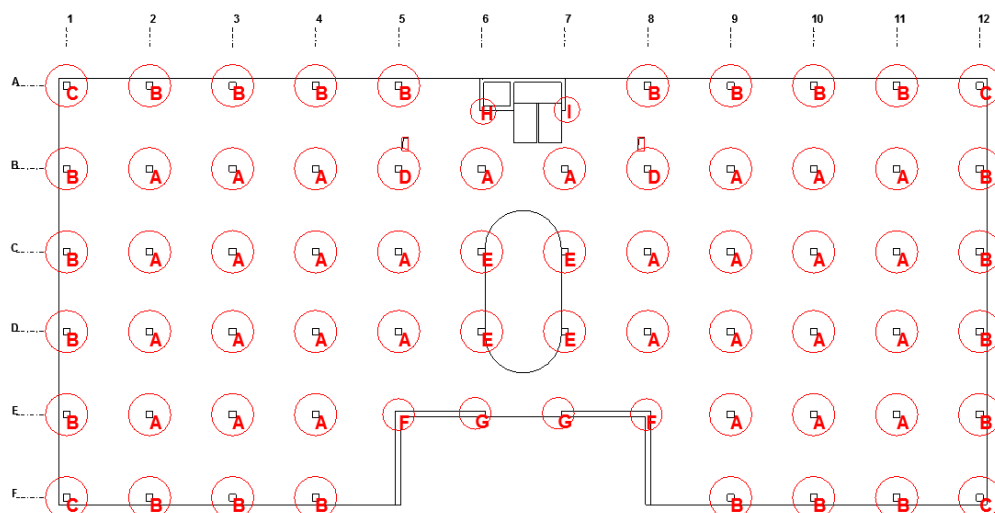 1 2 3 4 5 6 7 8 9 10 11 12
A C B B B B H I B B B B C
B B A A A D A A D A A A B
C B A A A A E E A A A A B
D B A A A A E E A A A A B
E B A A A F G G F A A B
F C B B B B B B C